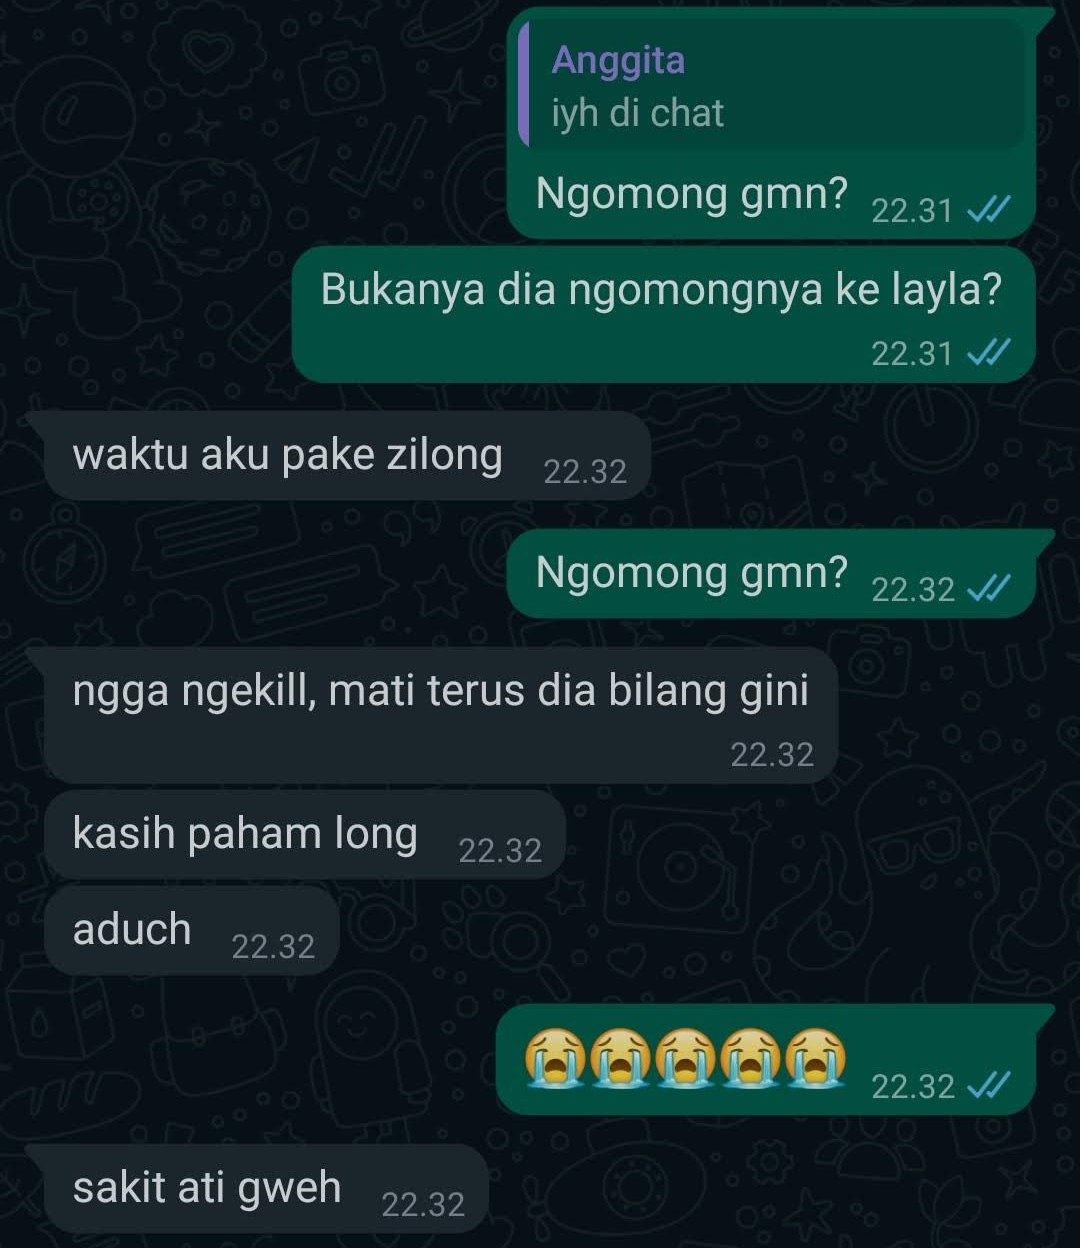 Anggita
iyh di chat
Ngomong gmn? 22.31
Bukanya dia ngomongnya ke layla?
22.31
waktu aku pake zilong 22.32
Ngomong gmn? 22.32
ngga ngekill, mati terus dia bilang gini
22.32
kasih paham long 22.32
aduch 22.32
😭😭😭😭😭 22.32
sakit ati gweh 22.32